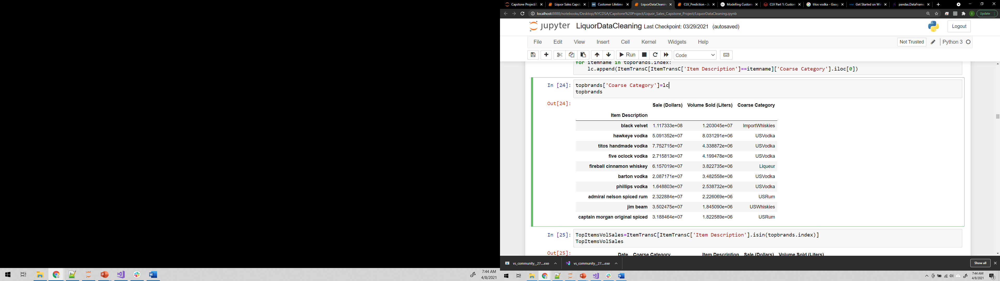 Capstone Project/L
Liquor Sales Capst
Customer Lifetime
LiquorDataCleaning
CLV_Prediction - Ju
Modelling Custom
CLV Part 1: Custom
titos vodka - Goog
Get Started on Win
pandas.DataFrame
localhost:8888/notebooks/Desktop/NYCDSA/Capstone%20Project/Liquor_Sales_Capstone_Project/LiquorDataCleaning.ipynb
Update
jupyter LiquorDataCleaning Last Checkpoint: 03/29/2021 (autosaved)
Logout
File Edit View Insert Cell Kernel Widgets Help
Not Trusted Python 3
Run Code
for itemname in topbrands.index:
lc.append(ItemTransC[ItemTransC['Item Description']==itemname]['Coarse Category'].iloc[0])
In [24]: topbrands['Coarse Category']=lc
topbrands
Out[24]:
Sale (Dollars) Volume Sold (Liters) Coarse Category
Item Description
black velvet 1.117333e+08 1.203045e+07 ImportWhiskies
hawkeye vodka 5.091352e+07 8.031291e+06 USVodka
titos handmade vodka 7.752715e+07 4.338872e+06 USVodka
five oclock vodka 2.715813e+07 4.199478e+06 USVodka
fireball cinnamon whiskey 6.157019e+07 3.822735e+06 Liqueur
barton vodka 2.087171e+07 3.482558e+06 USVodka
phillips vodka 1.648803e+07 2.538732e+06 USVodka
admiral nelson spiced rum 2.322884e+07 2.226069e+06 USRum
jim beam 3.502475e+07 1.845090e+06 USWhiskies
captain morgan original spiced 3.188464e+07 1.822589e+06 USRum
In [25]: TopItemsVolSales=ItemTransC[ItemTransC['Item Description'].isin(topbrands.index)]
TopItemsVolSales
Out[25]:
Date Coarse Category Item Description Sale (Dollars) Volume Sold (Liters)
vs_community__27....exe
vs_community__27....exe
Show all
7:44 AM
4/8/2021
7:44 AM
4/8/2021